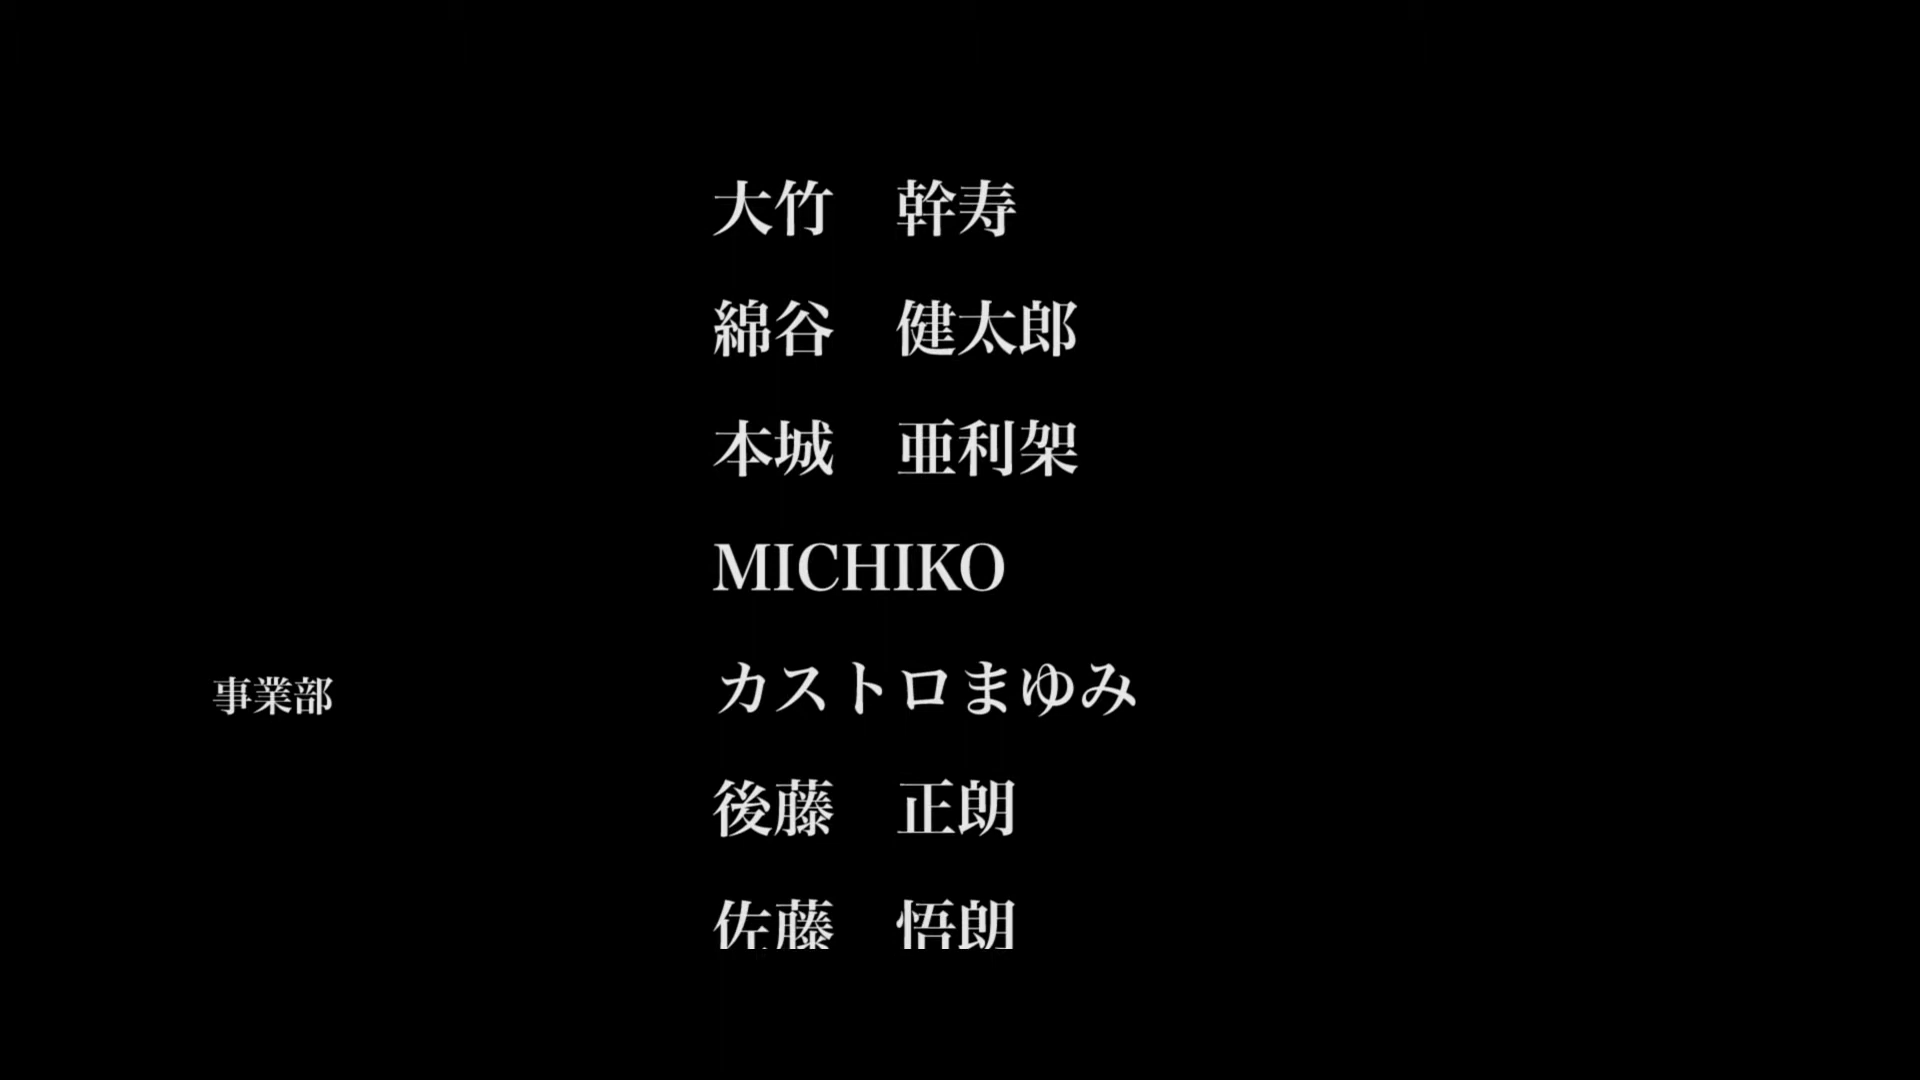 大竹　幹寿
綿谷　健太郎
本城　亜利架
MICHIKO
事業部　カストロまゆみ
後藤　正朗
佐藤　悟朗